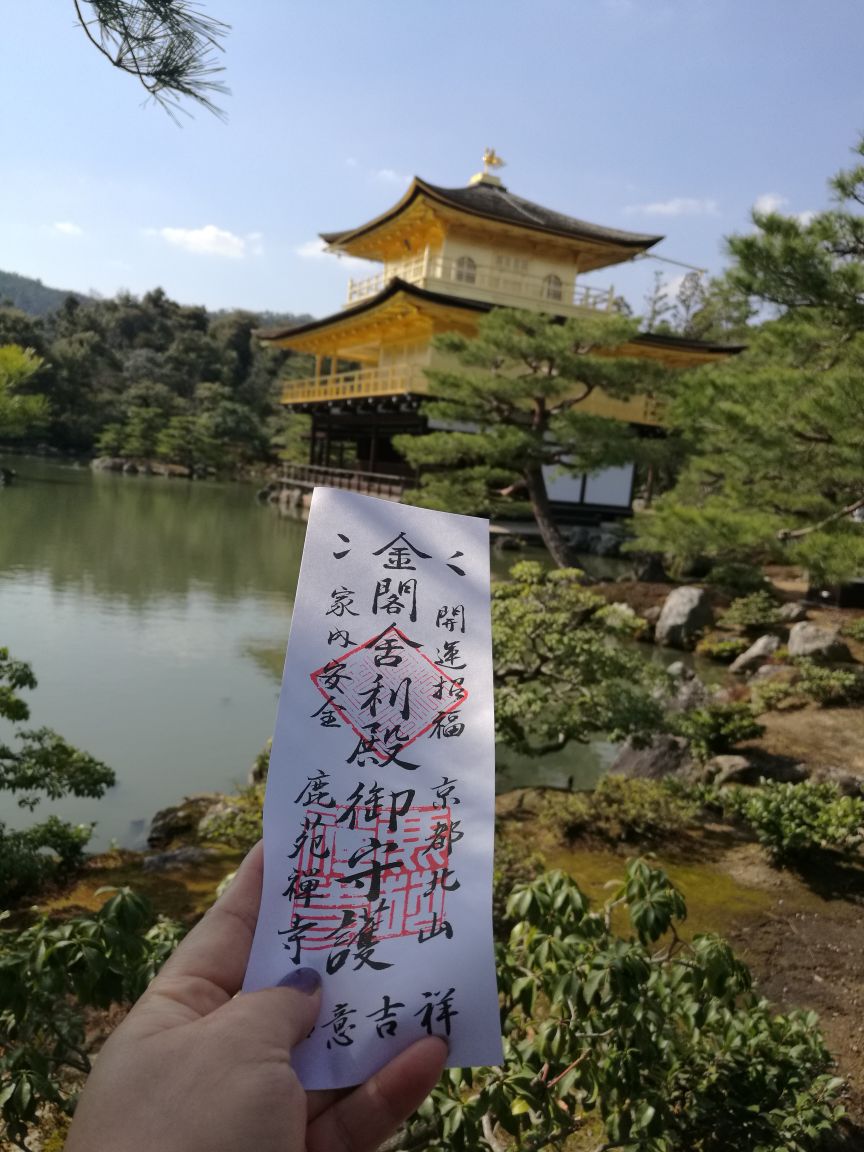 開運招福
京都北山
金閣舍利殿御守護
家内安全
鹿苑禪寺
意吉祥